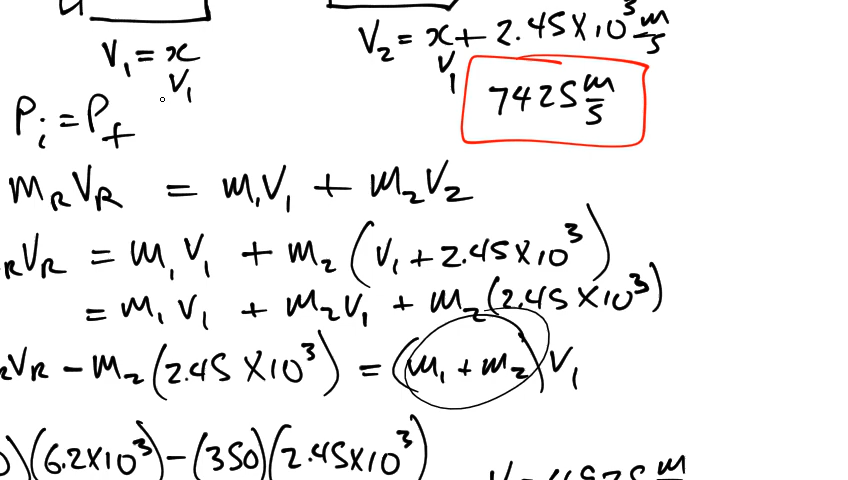 V₁ = x
V₁
V₂ = x + 2.45×10³ m/s
V₁
7425 m/s
Pᵢ = P_f
m_R V_R = m₁V₁ + m₂V₂
_R V_R = m₁V₁ + m₂(V₁ + 2.45×10³)
= m₁V₁ + m₂V₁ + m₂(2.45×10³)
_R V_R − m₂(2.45×10³) = (m₁ + m₂)V₁
)(6.2×10³) − (350)(2.45×10³)